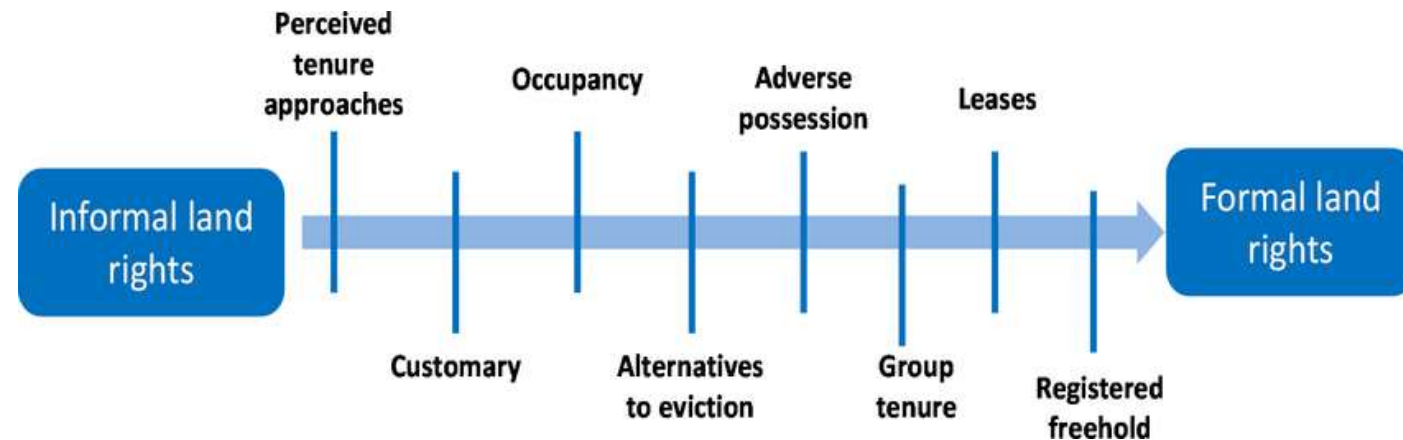 Perceived
tenure
approaches
Occupancy
Adverse
possession
Leases
Informal land
rights
Formal land
rights
Customary
Alternatives
to eviction
Group
tenure
Registered
freehold